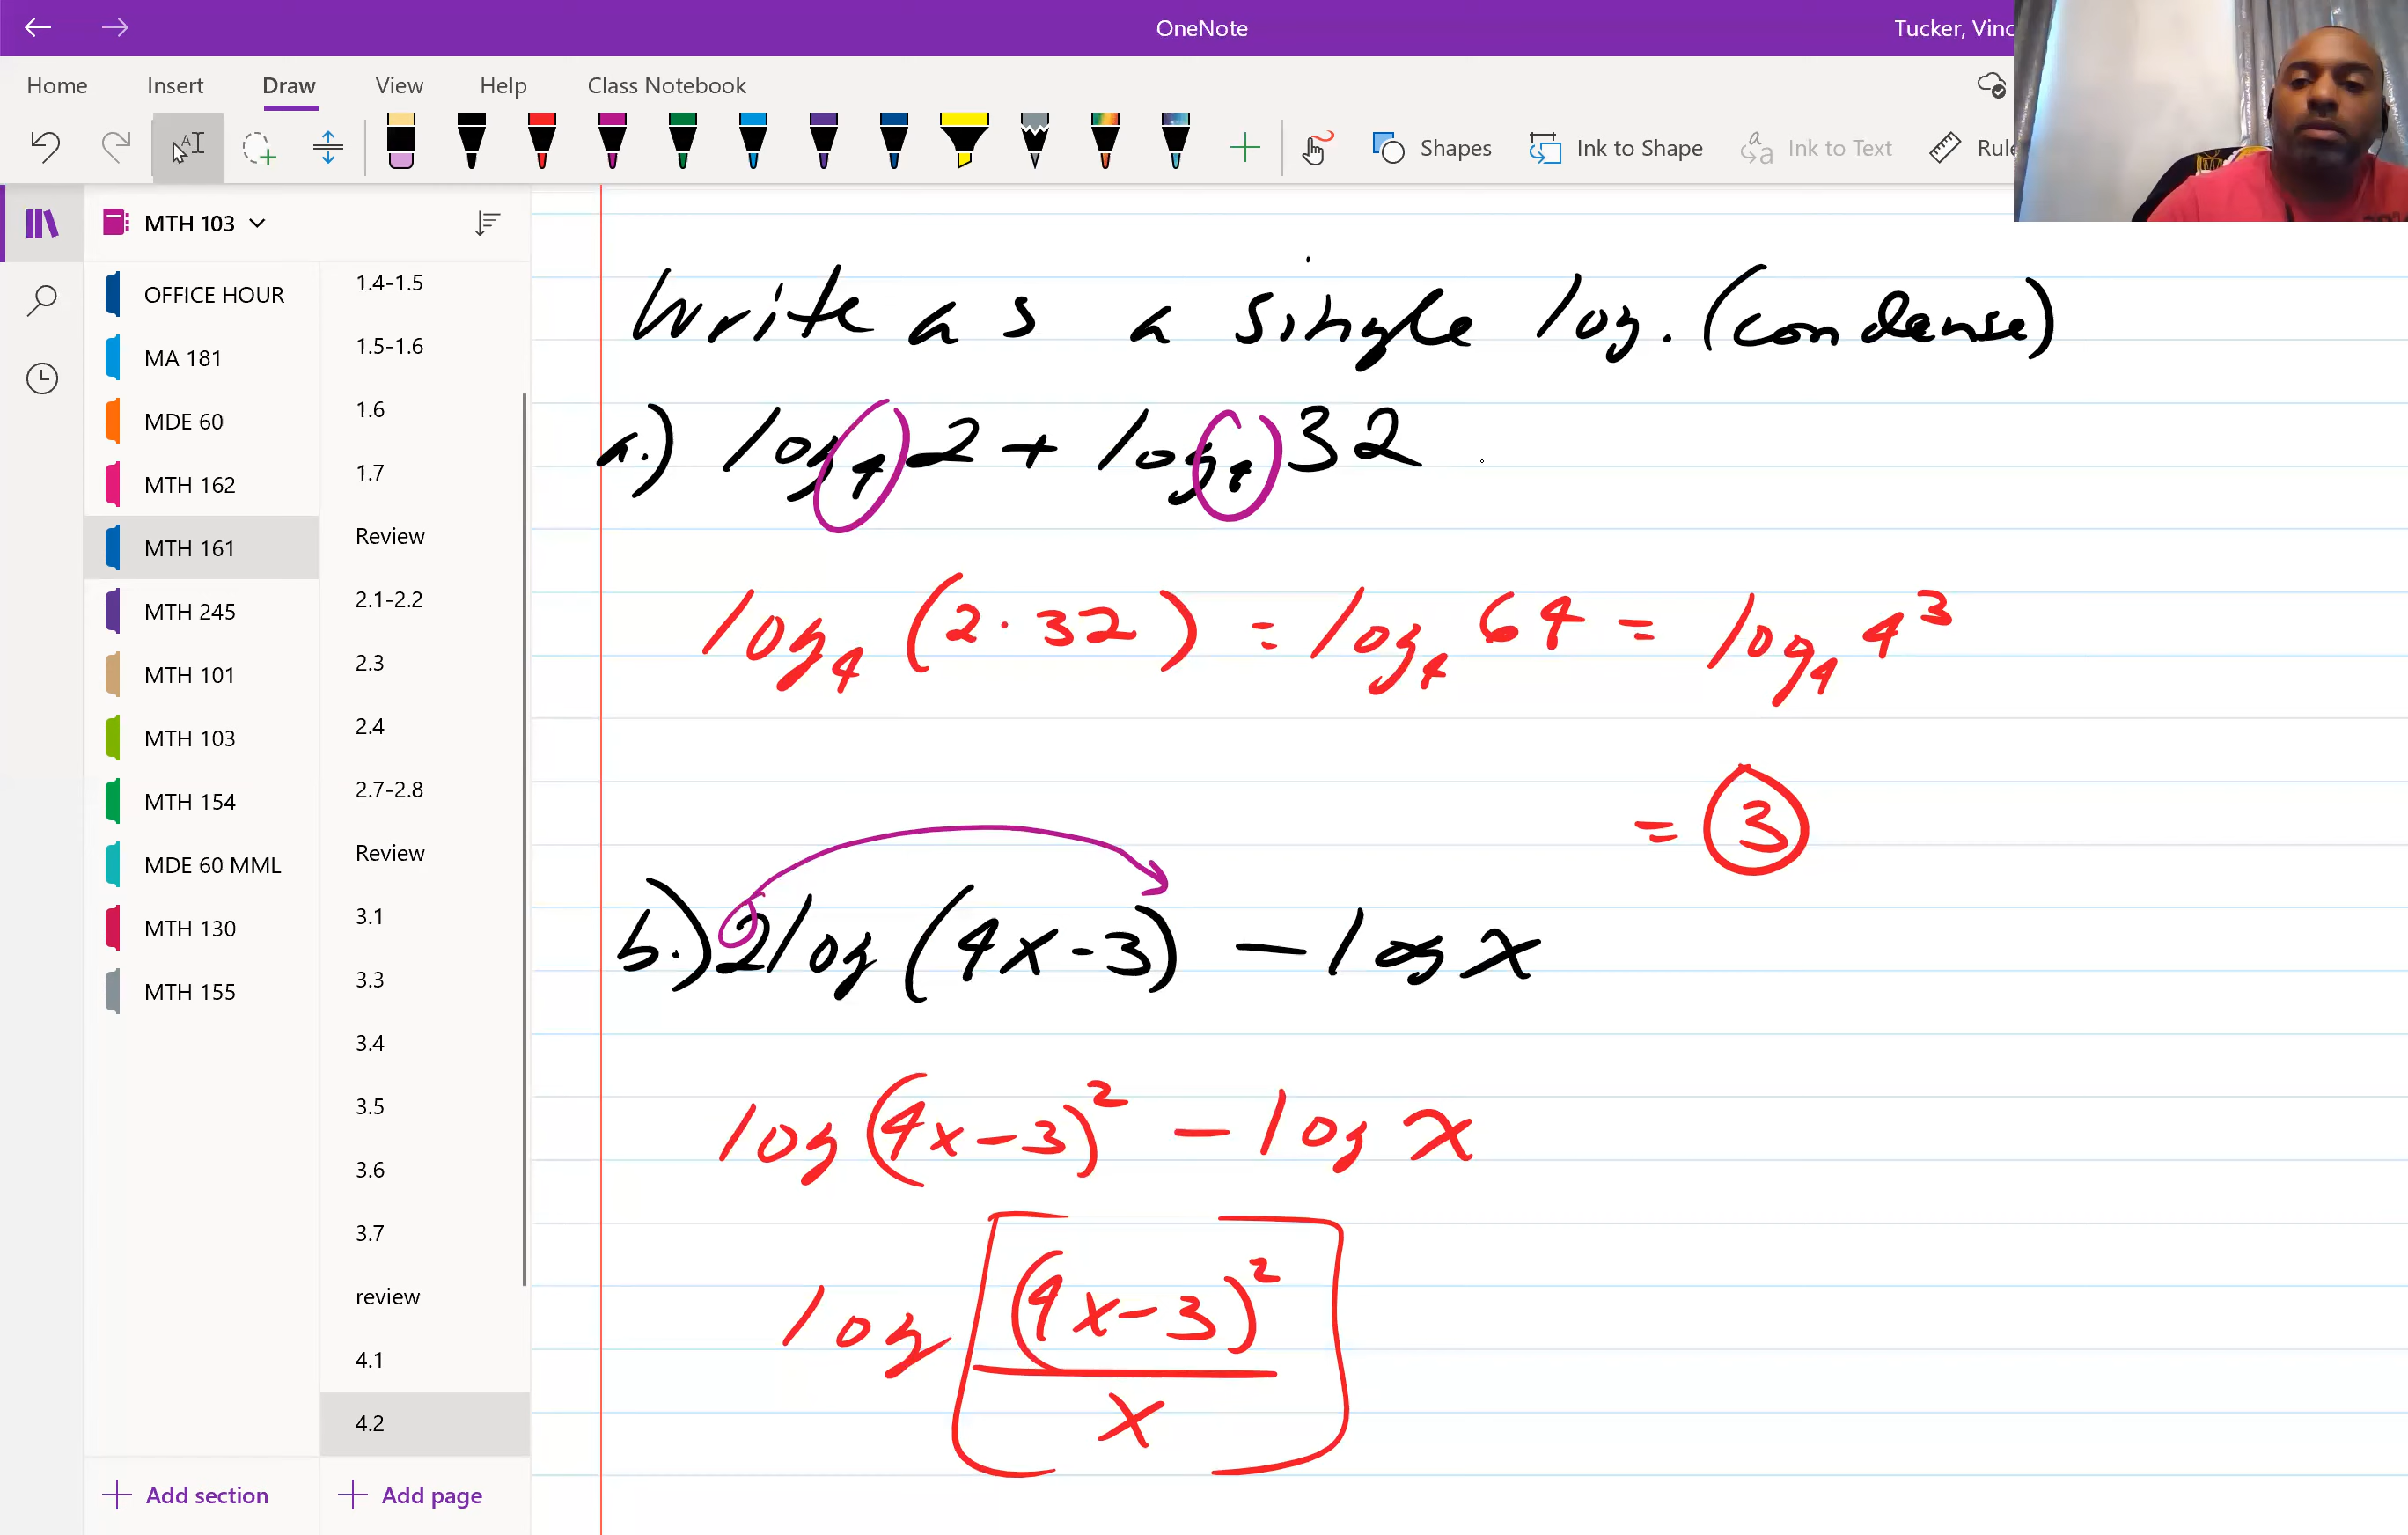 OneNote
Tucker, Vinc
Home Insert Draw View Help Class Notebook
Shapes Ink to Shape Ink to Text Rule
MTH 103
OFFICE HOUR
MA 181
MDE 60
MTH 162
MTH 161
MTH 245
MTH 101
MTH 103
MTH 154
MDE 60 MML
MTH 130
MTH 155
Add section
1.4-1.5
1.5-1.6
1.6
1.7
Review
2.1-2.2
2.3
2.4
2.7-2.8
Review
3.1
3.3
3.4
3.5
3.6
3.7
review
4.1
4.2
Add page
Write as a single log. (condense)
a.) log₄ 2 + log₄ 32
log₄ (2 · 32) = log₄ 64 = log₄ 4³
= 3
b.) 2log (4x-3) - log x
log (4x-3)² - log x
log [(4x-3)²
x]